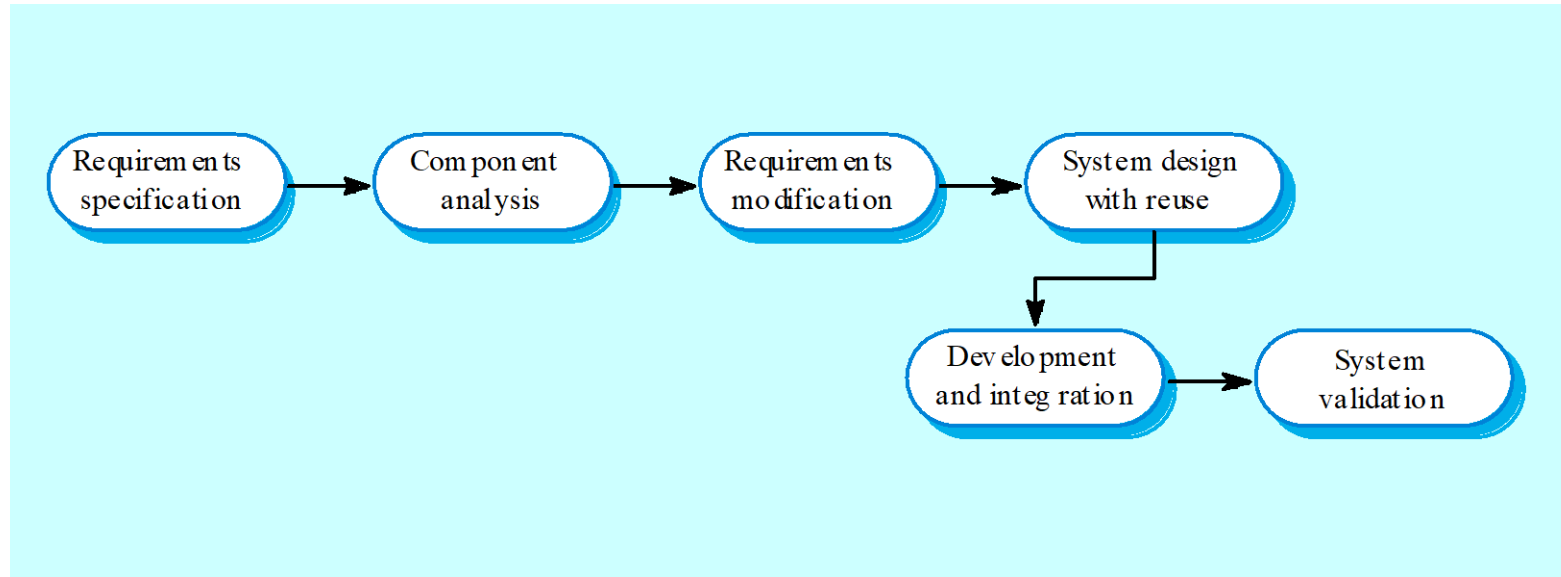 Requirements
specification
Component
analysis
Requirements
modification
System design
with reuse
Development
and integration
System
validation